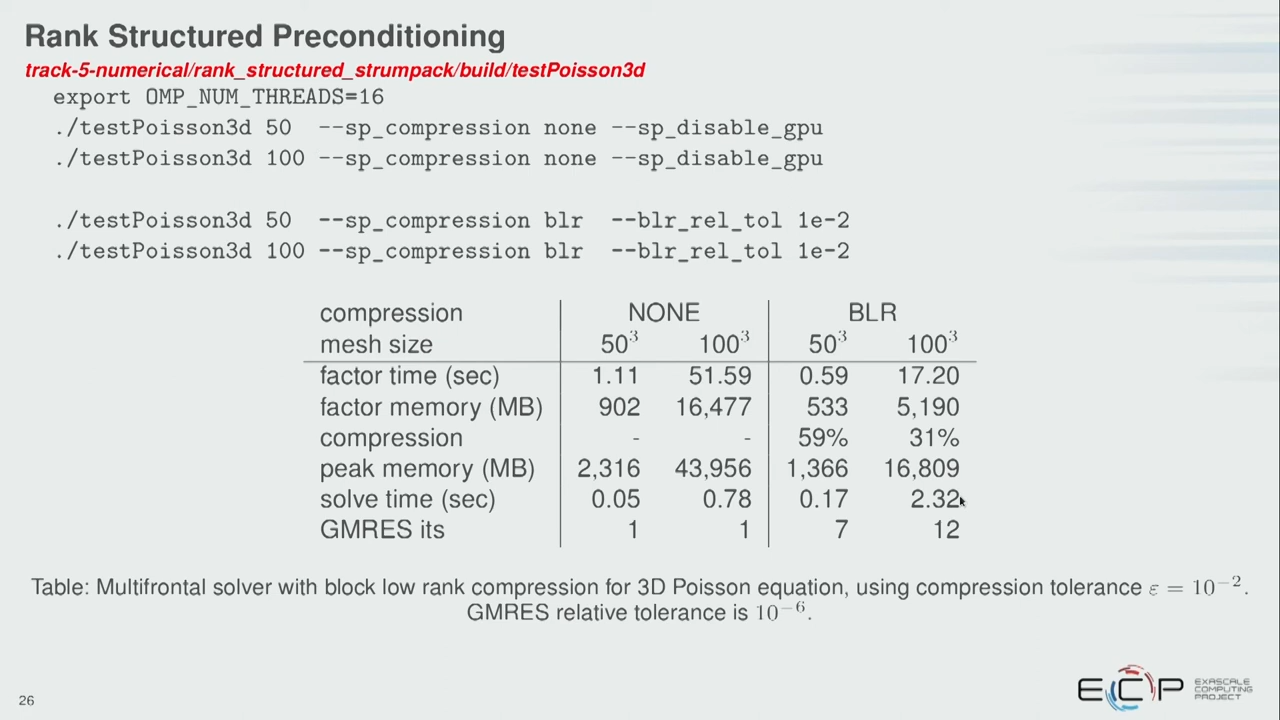 Rank Structured Preconditioning
track-5-numerical/rank_structured_strumpack/build/testPoisson3d
export OMP_NUM_THREADS=16
./testPoisson3d 50 --sp_compression none --sp_disable_gpu
./testPoisson3d 100 --sp_compression none --sp_disable_gpu
./testPoisson3d 50 --sp_compression blr --blr_rel_tol 1e-2
./testPoisson3d 100 --sp_compression blr --blr_rel_tol 1e-2
compression NONE BLR
mesh size 50³ 100³ 50³ 100³
factor time (sec) 1.11 51.59 0.59 17.20
factor memory (MB) 902 16,477 533 5,190
compression - - 59% 31%
peak memory (MB) 2,316 43,956 1,366 16,809
solve time (sec) 0.05 0.78 0.17 2.32
GMRES its 1 1 7 12
Table: Multifrontal solver with block low rank compression for 3D Poisson equation, using compression tolerance ε = 10⁻².
GMRES relative tolerance is 10⁻⁶.
26
ECP
EXASCALE
COMPUTING
PROJECT